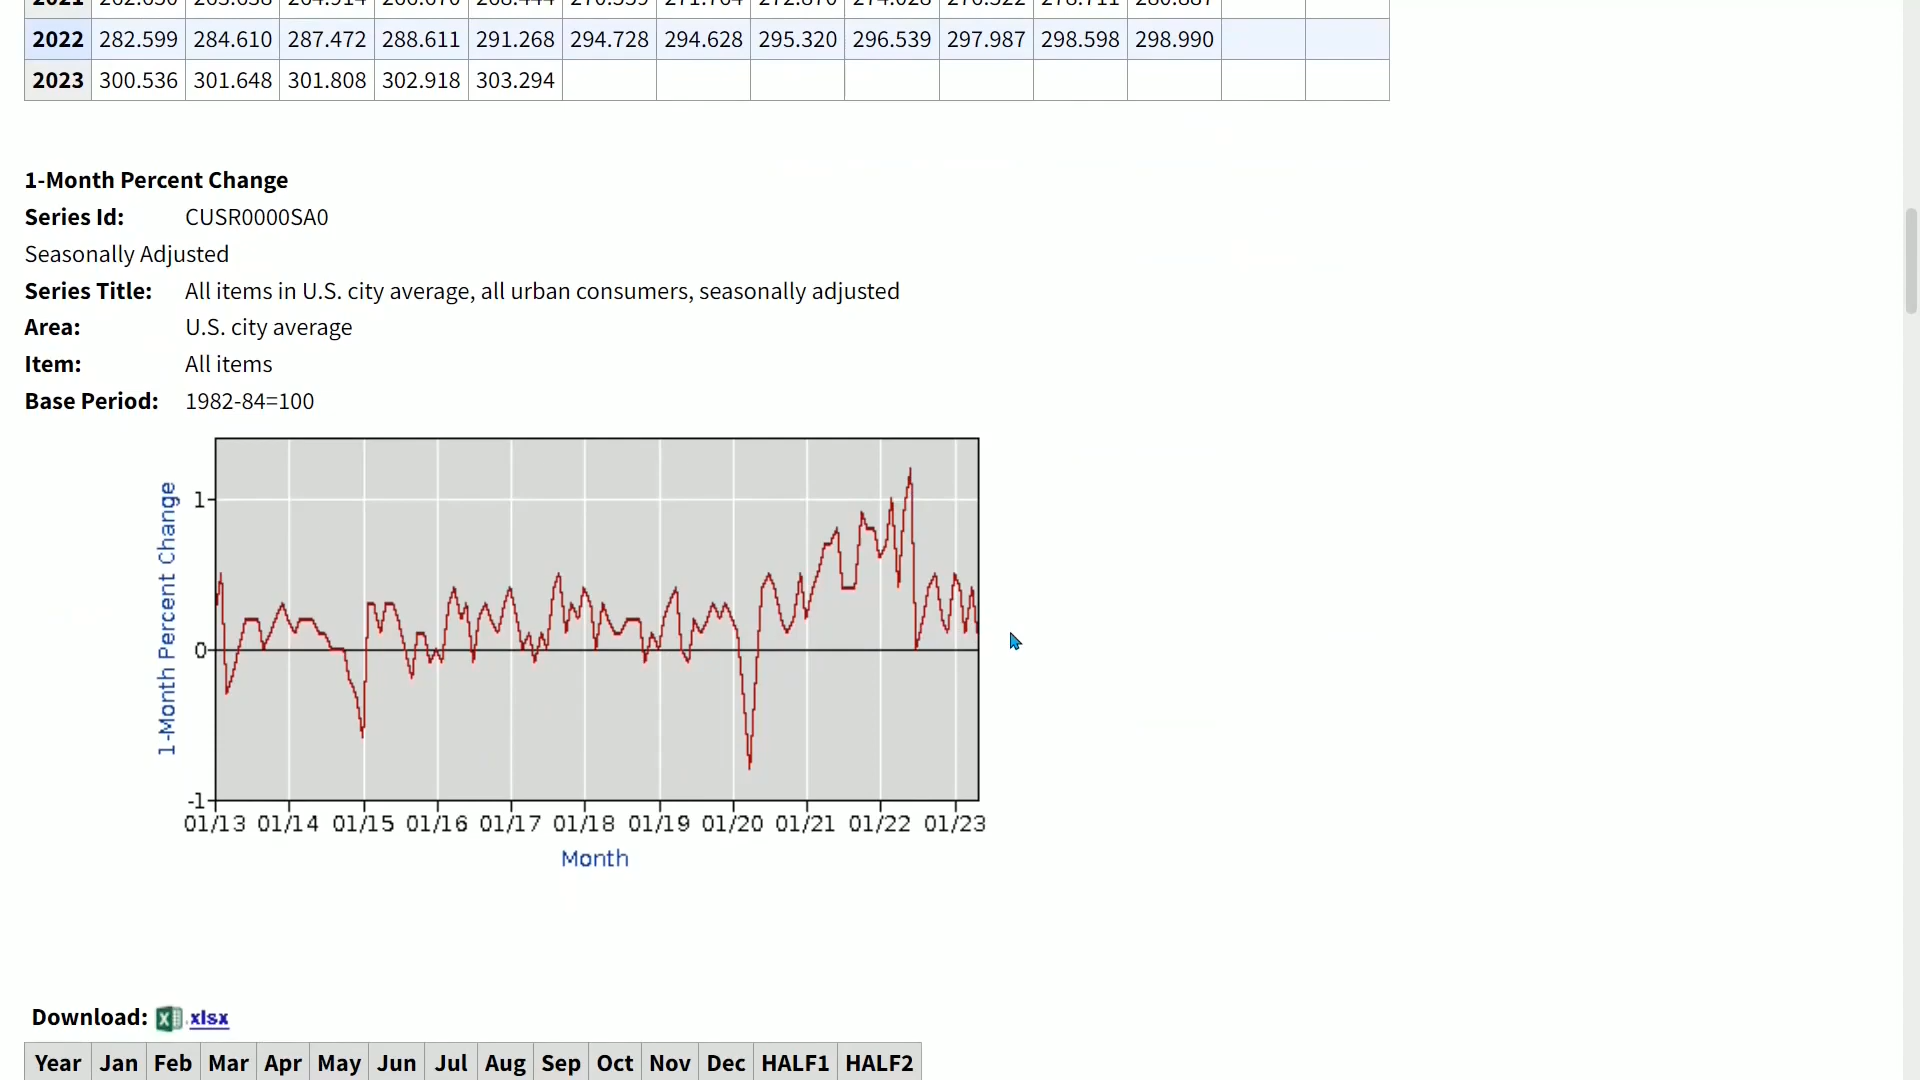 2022 282.599 284.610 287.472 288.611 291.268 294.728 294.628 295.320 296.539 297.987 298.598 298.990
2023 300.536 301.648 301.808 302.918 303.294
1-Month Percent Change
Series Id: CUSR0000SA0
Seasonally Adjusted
Series Title: All items in U.S. city average, all urban consumers, seasonally adjusted
Area: U.S. city average
Item: All items
Base Period: 1982-84=100
1-Month Percent Change
1
0
-1
01/13 01/14 01/15 01/16 01/17 01/18 01/19 01/20 01/21 01/22 01/23
Month
Download: xlsx
Year Jan Feb Mar Apr May Jun Jul Aug Sep Oct Nov Dec HALF1 HALF2